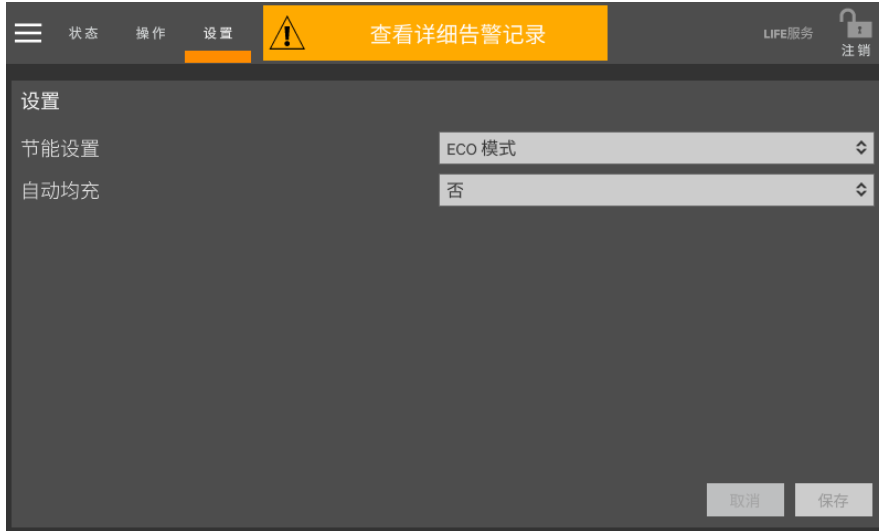 状态 操作 设置 查看详细告警记录 LIFE服务 注销
设置
节能设置 ECO 模式
自动均充 否
取消 保存